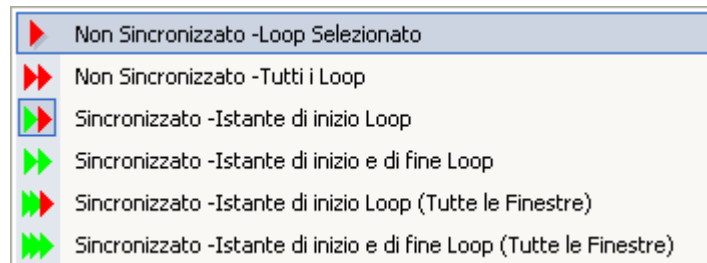 Non Sincronizzato -Loop Selezionato
Non Sincronizzato -Tutti i Loop
Sincronizzato -Istante di inizio Loop
Sincronizzato -Istante di inizio e di fine Loop
Sincronizzato -Istante di inizio Loop (Tutte le Finestre)
Sincronizzato -Istante di inizio e di fine Loop (Tutte le Finestre)